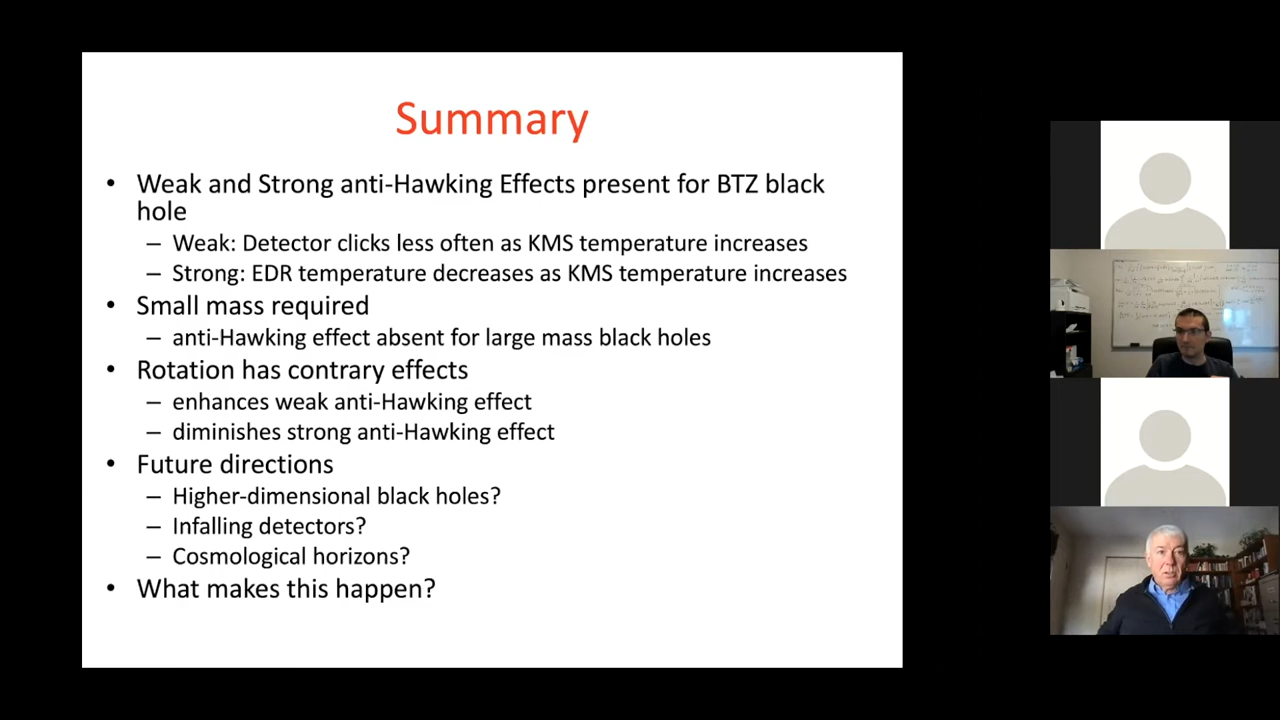 Summary
• Weak and Strong anti-Hawking Effects present for BTZ black
hole
– Weak: Detector clicks less often as KMS temperature increases
– Strong: EDR temperature decreases as KMS temperature increases
• Small mass required
– anti-Hawking effect absent for large mass black holes
• Rotation has contrary effects
– enhances weak anti-Hawking effect
– diminishes strong anti-Hawking effect
• Future directions
– Higher-dimensional black holes?
– Infalling detectors?
– Cosmological horizons?
• What makes this happen?